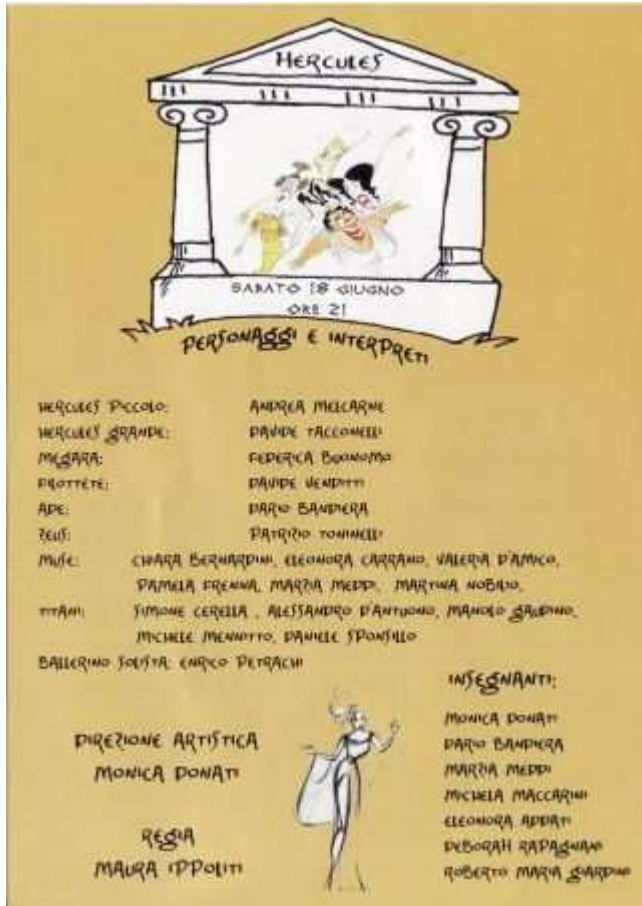 HERCULES
SABATO 18 GIUGNO
ORE 21
PERSONAGGI E INTERPRETI
HERCULES PICCOLO: ANDREA MELCARNE
HERCULES GRANDE: DAVIDE TACCONELLI
MEGARA: FEDERICA BUONOMO
FILOTTETE: DAVIDE VENDITTI
ADE: DARIO BANDIERA
ZEUS: PATRIZIO TONINELLI
MUSE: CHIARA BERNARDINI, ELEONORA CARRANO, VALERIA D'AMICO,
PAMELA FRENNA, MARZIA MEDDI, MARTINA NOBILIO,
TITANI: SIMONE CERELLA , ALESSANDRO D'ANTUONO, MANOLO GAUDINO,
MICHELE MENNITTO, DANIELE SPONSILLO
BALLERINO SOLISTA: ENRICO PETRACHI
DIREZIONE ARTISTICA
MONICA DONATI
REGIA
MAURA IPPOLITI
INSEGNANTI:
MONICA DONATI
DARIO BANDIERA
MARZIA MEDDI
MICHELA MACCARINI
ELEONORA ADDATI
DEBORAH RAPAGNANI
ROBERTO MARIA GIARDINO